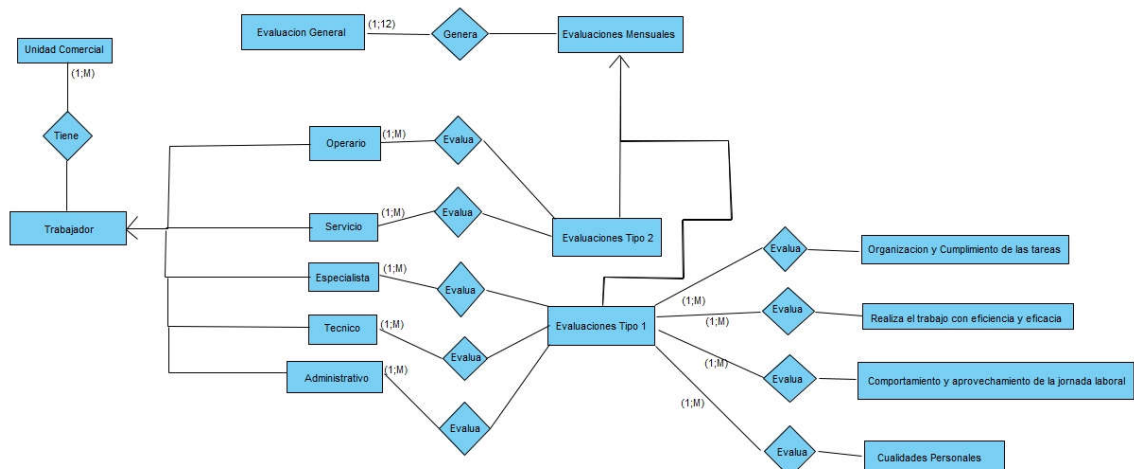 Evaluacion General
(1;12)
Genera
Evaluaciones Mensuales
Unidad Comercial
(1;M)
Tiene
Trabajador
Operario
(1;M)
Evalua
Servicio
(1;M)
Evalua
Evaluaciones Tipo 2
Especialista
(1;M)
Evalua
Tecnico
(1;M)
Evalua
Administrativo
(1;M)
Evalua
Evaluaciones Tipo 1
(1;M)
Evalua
Organizacion y Cumplimiento de las tareas
(1;M)
Evalua
Realiza el trabajo con eficiencia y eficacia
(1;M)
Evalua
Comportamiento y aprovechamiento de la jornada laboral
(1;M)
Evalua
Cualidades Personales